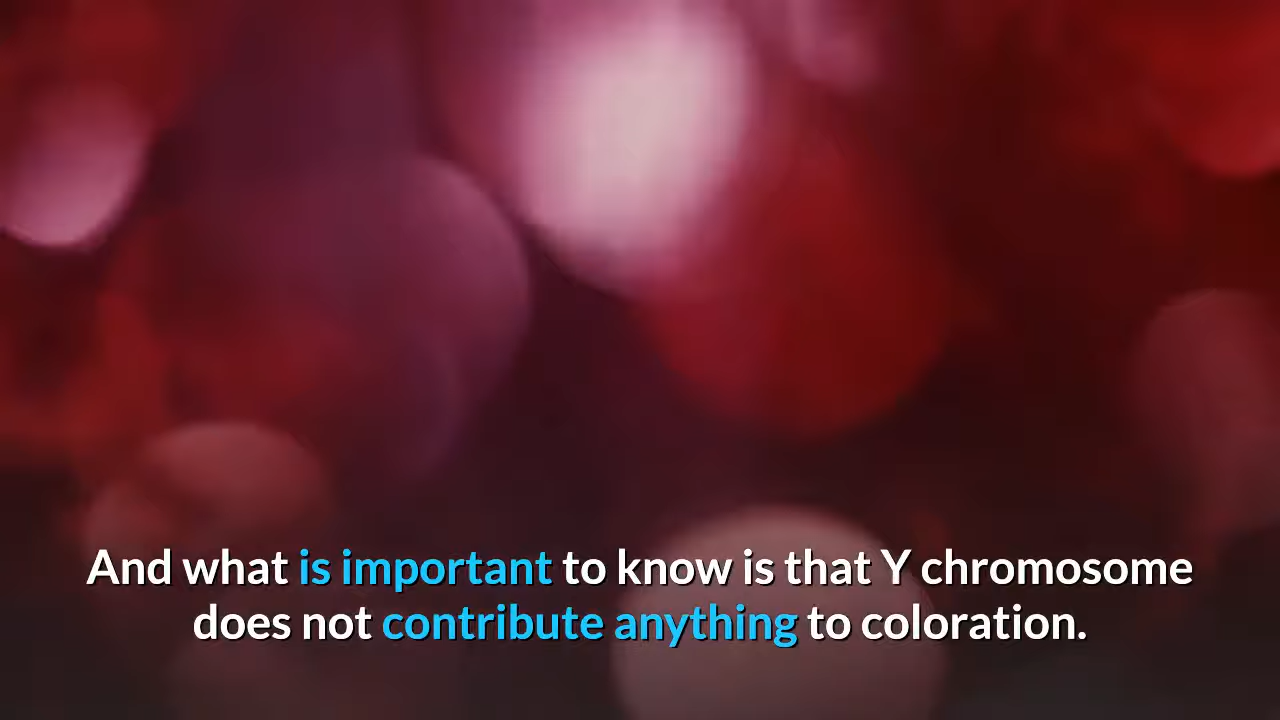 And what is important to know is that Y chromosome
does not contribute anything to coloration.